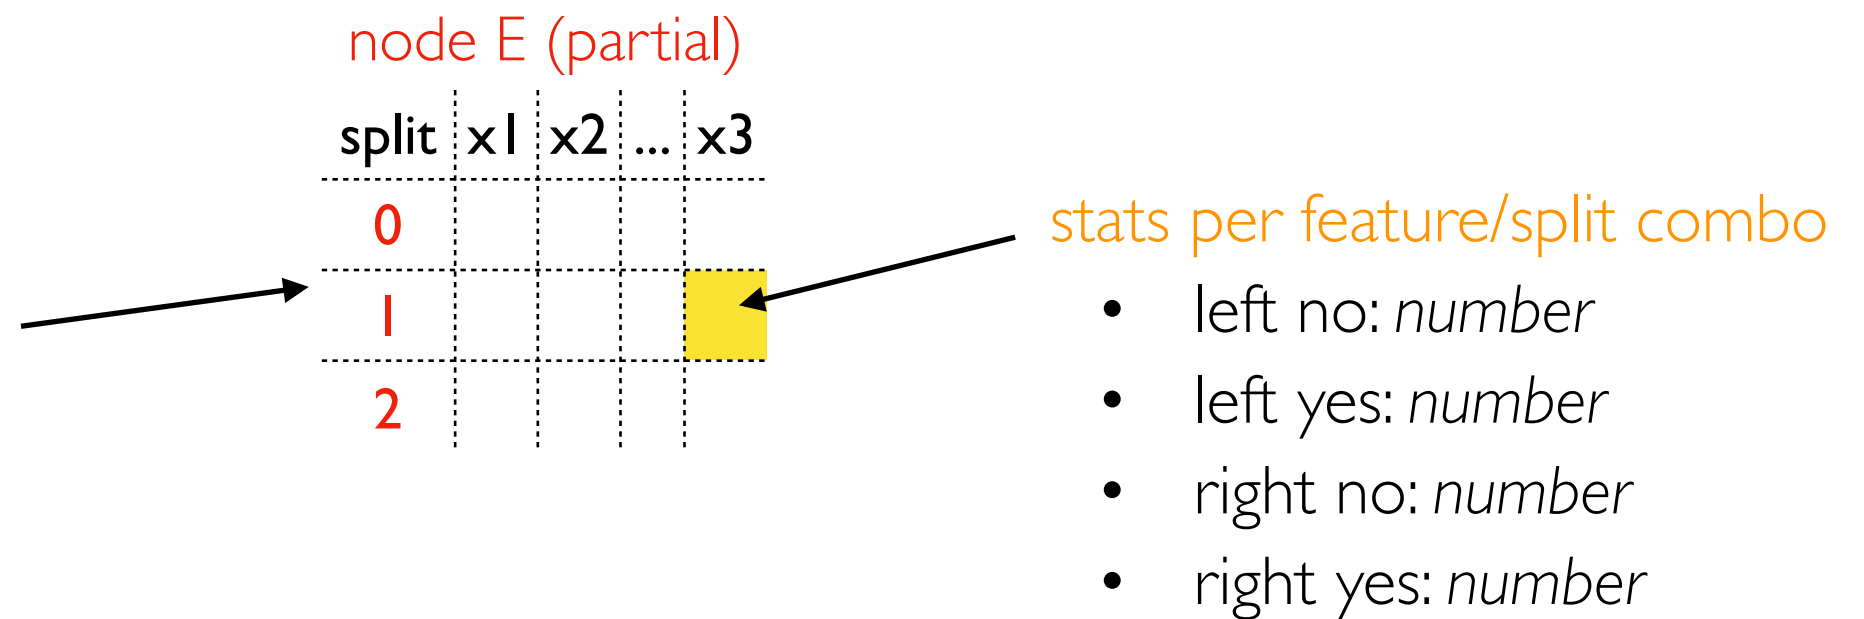 node E (partial)
split x1 x2 ... x3
0
1
2
stats per feature/split combo
• left no: number
• left yes: number
• right no: number
• right yes: number